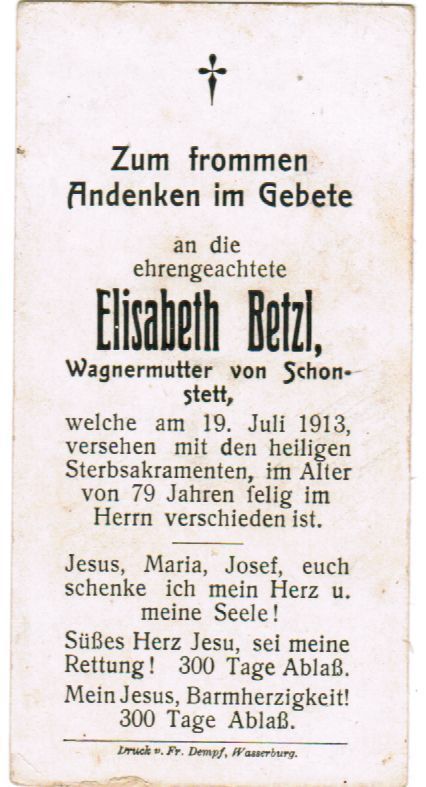 Zum frommen
Andenken im Gebete
an die
ehrengeachtete
Elisabeth Betzl,
Wagnermutter von Schon-
stett,
welche am 19. Juli 1913,
versehen mit den heiligen
Sterbsakramenten, im Alter
von 79 Jahren selig im
Herrn verschieden ist.
Jesus, Maria, Josef, euch
schenke ich mein Herz u.
meine Seele!
Süßes Herz Jesu, sei meine
Rettung! 300 Tage Ablaß.
Mein Jesus, Barmherzigkeit!
300 Tage Ablaß.
Druck v. Fr. Dempf, Wasserburg.